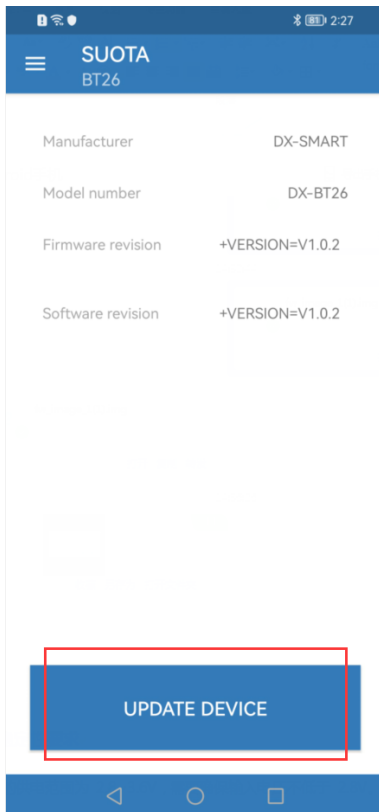 81 2:27
SUOTA
BT26
Manufacturer DX-SMART
Model number DX-BT26
Firmware revision +VERSION=V1.0.2
Software revision +VERSION=V1.0.2
UPDATE DEVICE